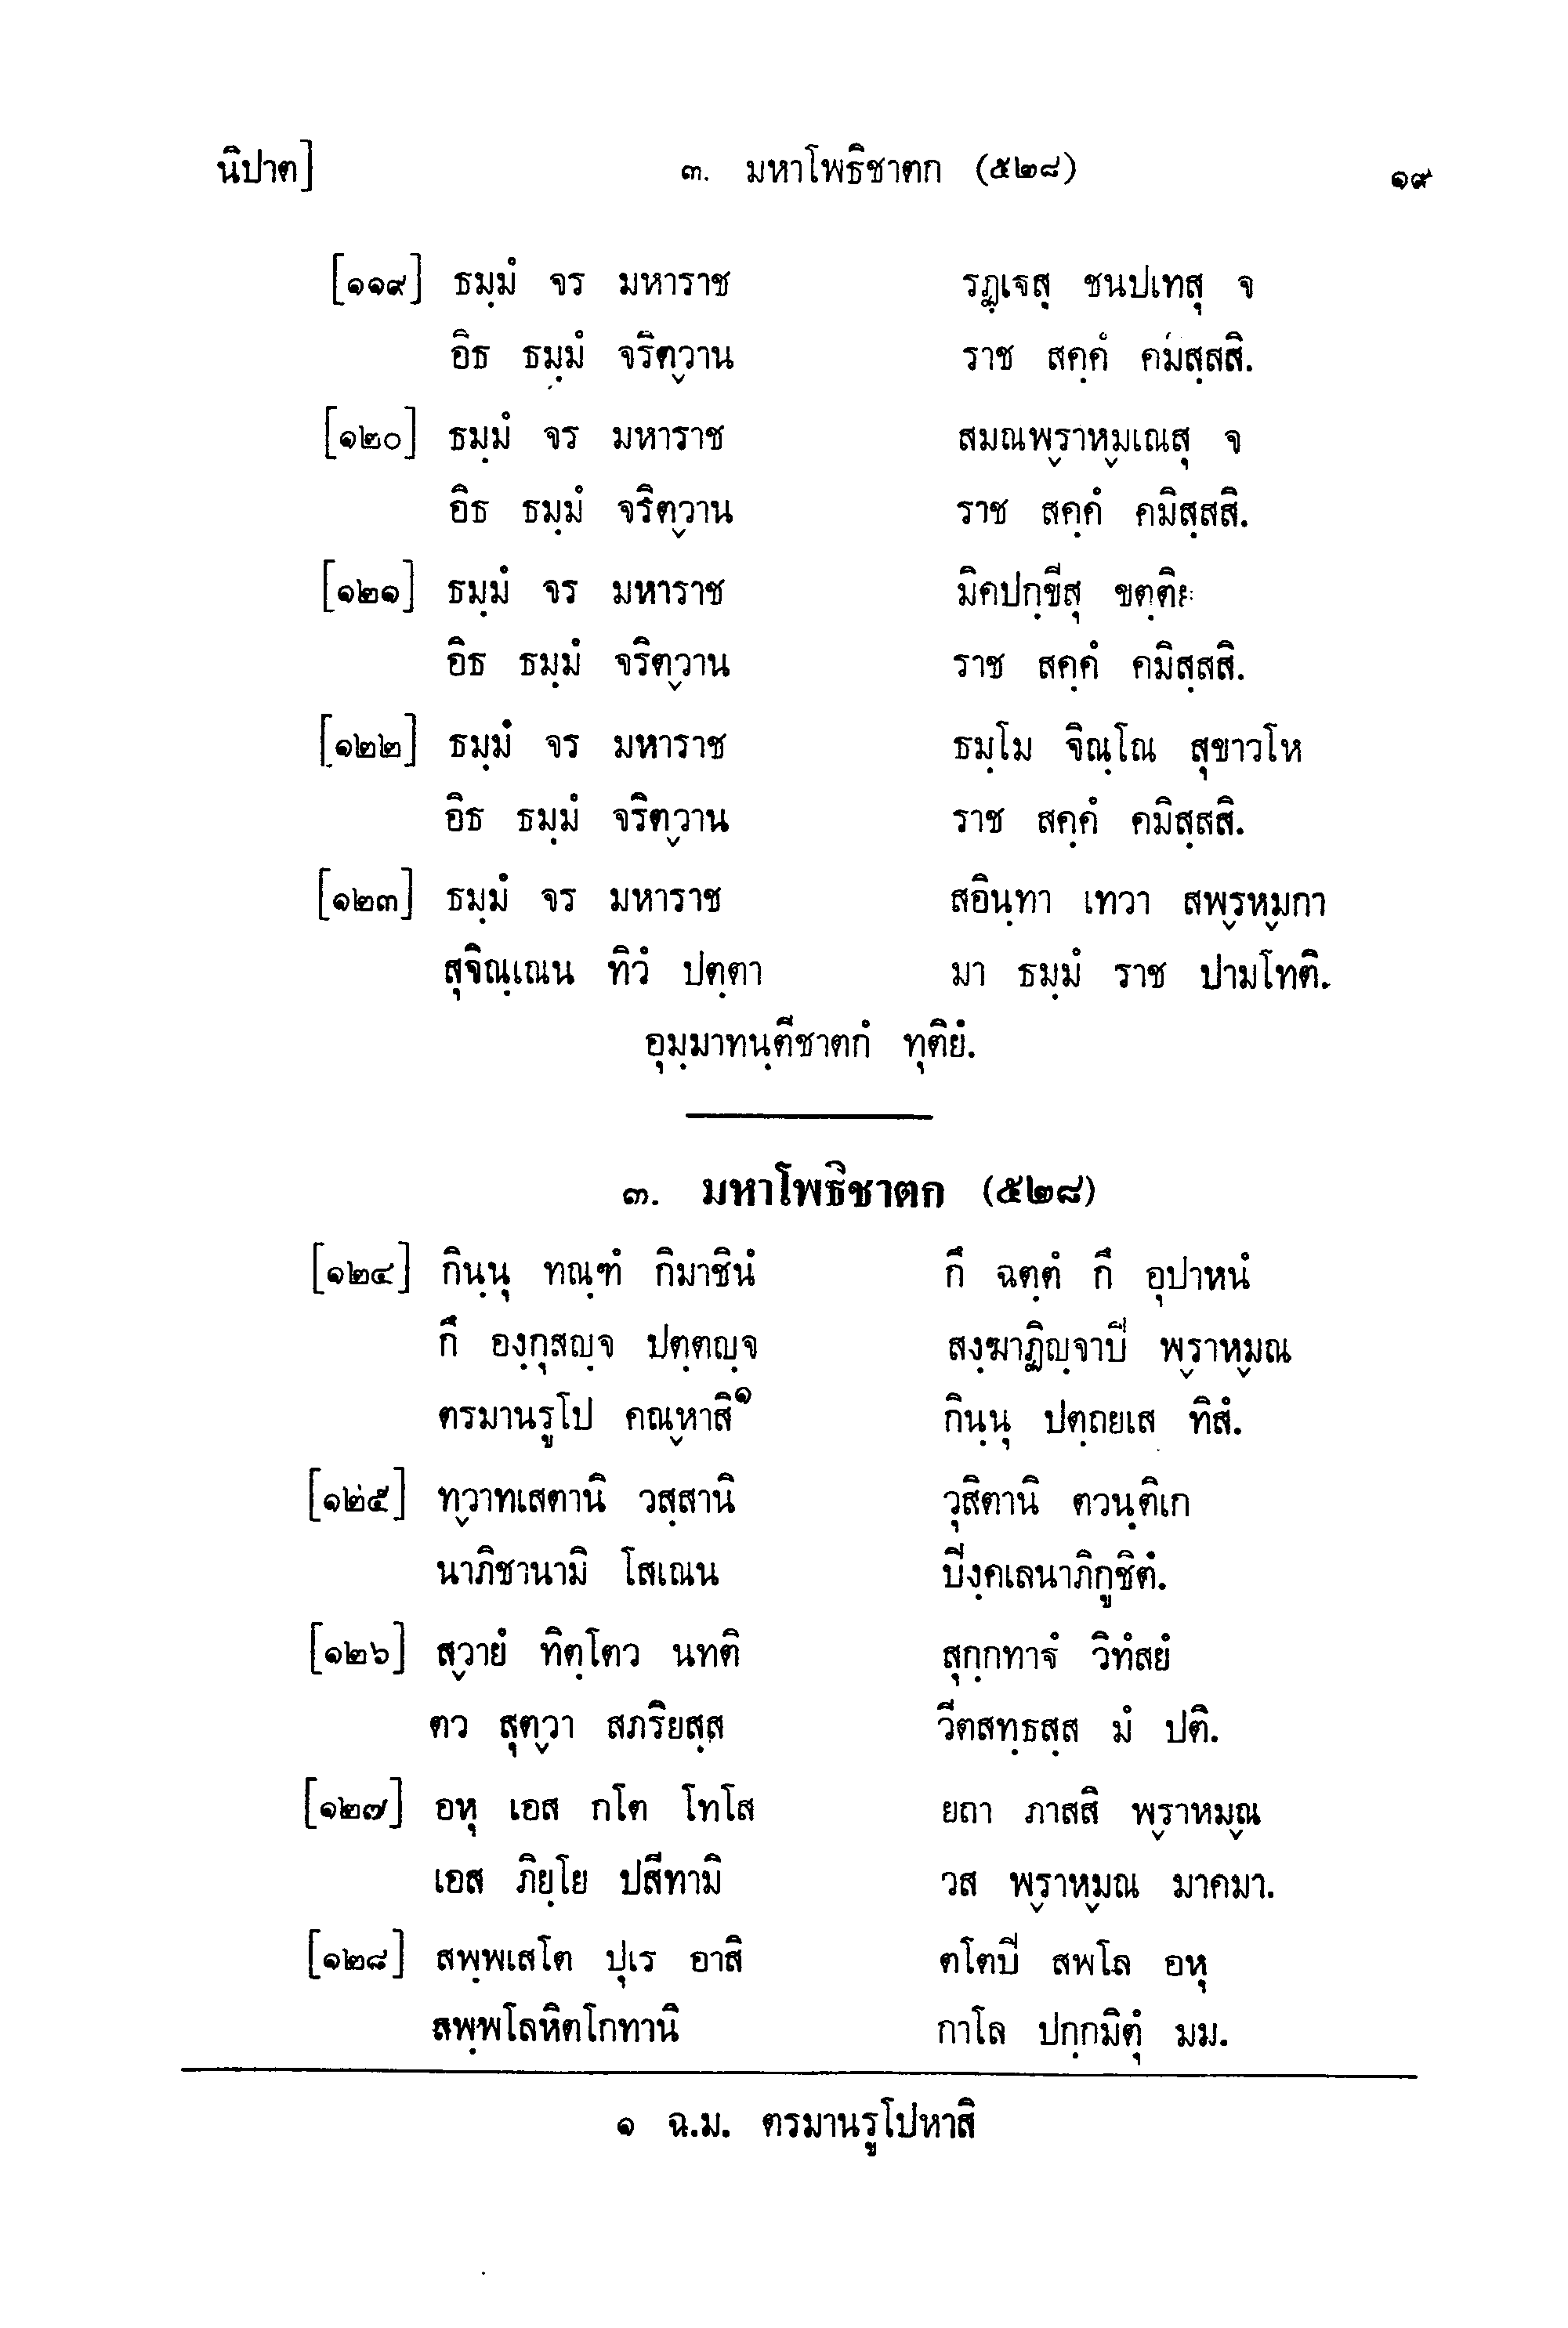 นิปาต] ๓. มหาโพธิชาตก (๕๒๘) ๑๙
[๑๑๙] ธมฺมํ จร มหาราช รฏฺเจสุ ชนปเทสุ จ
อิธ ธมฺมํ จริตฺวาน ราช สคฺคํ คมิสฺสสิ.
[๑๒๐] ธมฺมํ จร มหาราช สมณพฺราหฺมเณสุ จ
อิธ ธมฺมํ จริตฺวาน ราช สคฺคํ คมิสฺสสิ.
[๑๒๑] ธมฺมํ จร มหาราช มิคปกฺขีสุ ขตฺติย
อิธ ธมฺมํ จริตฺวาน ราช สคฺคํ คมิสฺสสิ.
[๑๒๒] ธมฺมํ จร มหาราช ธมฺโม จิณฺโณ สุขาวโห
อิธ ธมฺมํ จริตฺวาน ราช สคฺคํ คมิสฺสสิ.
[๑๒๓] ธมฺมํ จร มหาราช สอินฺทา เทวา สพฺรหฺมกา
สุจิณฺเณน ทิวํ ปตฺตา มา ธมฺมํ ราช ปามโทติ.
อุมฺมาทนฺตีชาตกํ ทุติยํ.
๓. มหาโพธิชาตก (๕๒๘)
[๑๒๔] กินฺนุ ทณฺฑํ กิมาชินํ กึ ฉตฺตํ กึ อุปาหนํ
กึ องฺกุสญฺจ ปตฺตญฺจ สงฺฆาฏิญฺจาปิ พฺราหฺมณ
ตรมานรูโป คณฺหาสิ๑ กินฺนุ ปตฺถยเส ทิสํ.
[๑๒๕] ทฺวาทเสตานิ วสฺสานิ วุสิตานิ ตวนฺติเก
นาภิชานามิ โสเณน ปิงฺคเลนาภิกูชิตํ.
[๑๒๖] สฺวายํ ทิตฺโตว นทติ สุกฺกทาฐํ วิทํสยํ
ตว สุตฺวา สภริยสฺส วีตสทฺธสฺส มํ ปติ.
[๑๒๗] อหุ เอส กโต โทโส ยถา ภาสสิ พฺราหมฺณ
เอส ภิยฺโย ปสีทามิ วส พฺราหฺมณ มาคมา.
[๑๒๘] สพฺพเสโต ปุเร อาสิ ตโตปิ สพโล อหุ
สพฺพโลหิตโกทานิ กาโล ปกฺกมิตุํ มม.
๑ ฉ.ม. ตรมานรูโปหาสิ